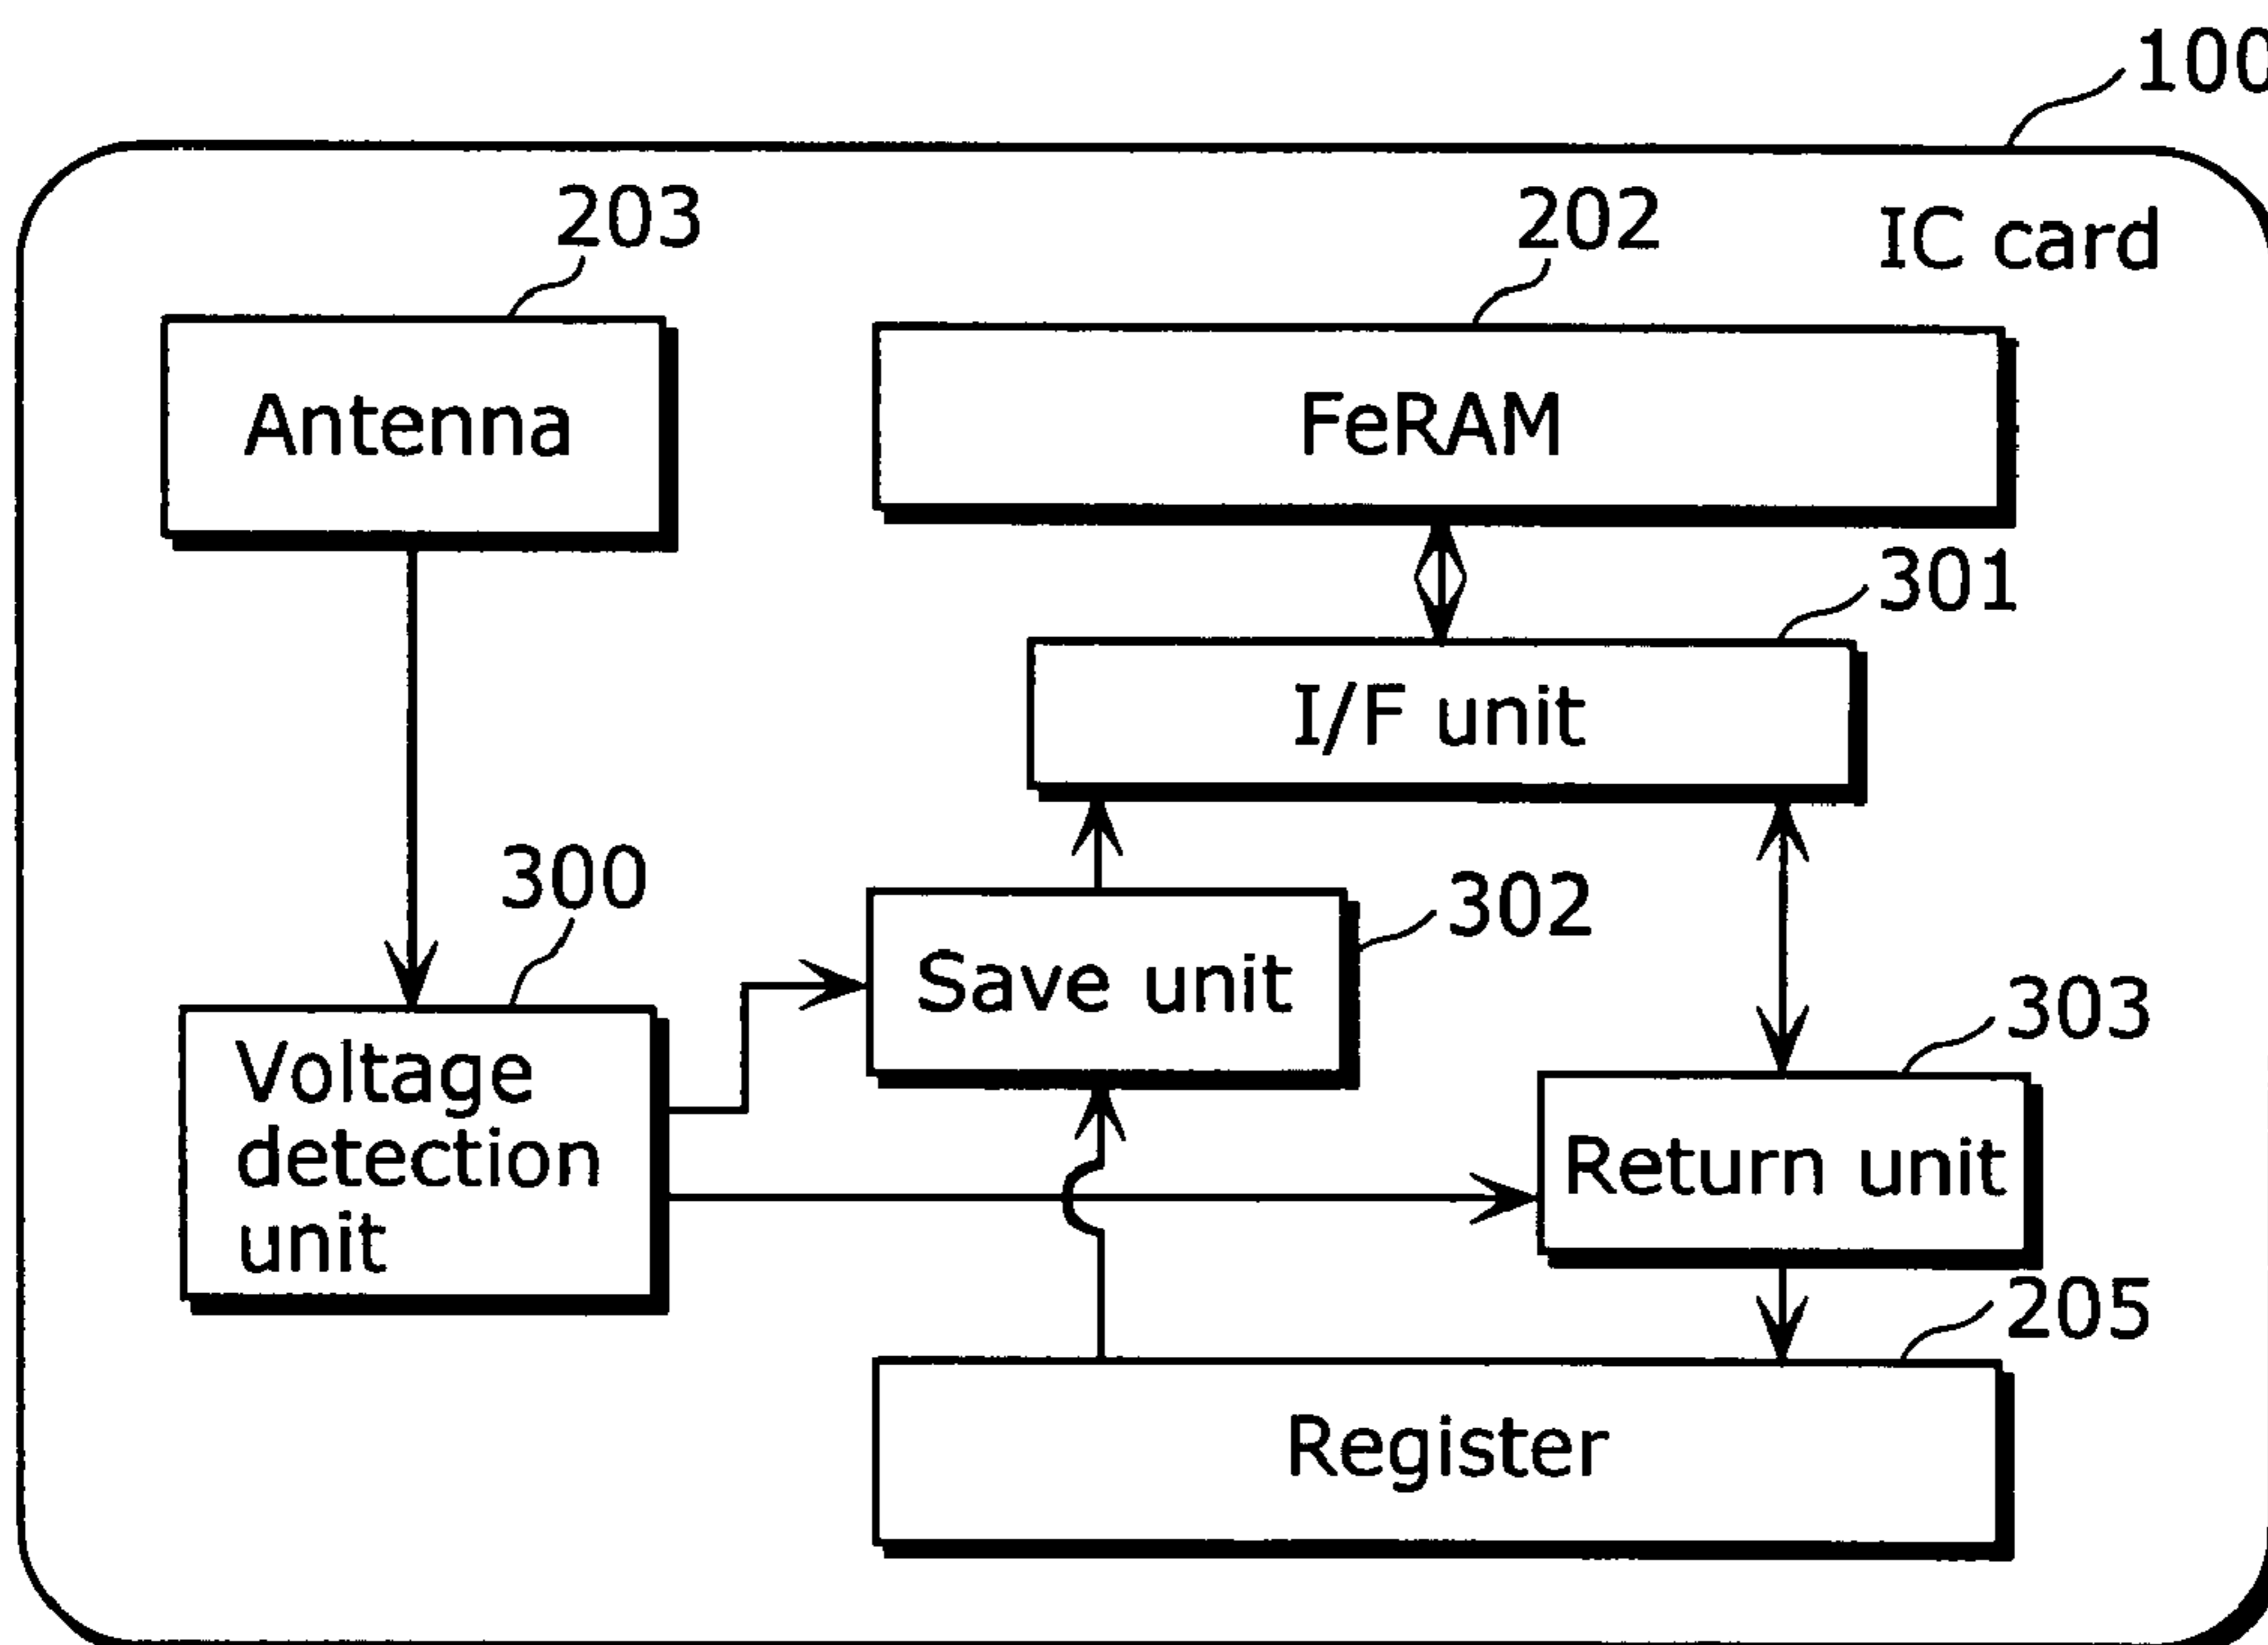 100
IC card
203
202
Antenna
FeRAM
301
I/F unit
300
302
Save unit
303
Voltage
detection
unit
Return unit
205
Register